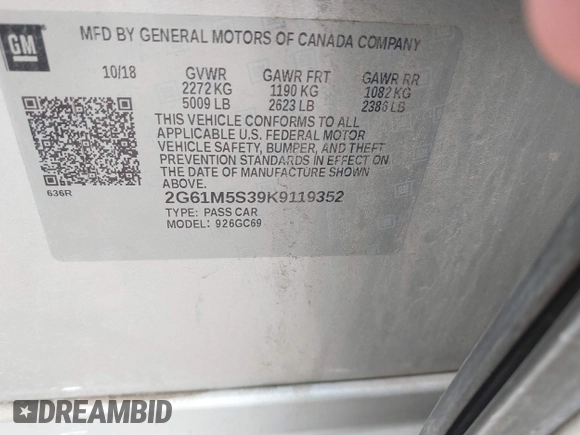 GM
MFD BY GENERAL MOTORS OF CANADA COMPANY
10/18 GVWR GAWR FRT GAWR RR
2272 KG 1190 KG 1082 KG
5009 LB 2623 LB 2386 LB
THIS VEHICLE CONFORMS TO ALL
APPLICABLE U.S. FEDERAL MOTOR
VEHICLE SAFETY, BUMPER, AND THEFT
PREVENTION STANDARDS IN EFFECT ON
THE DATE OF MANUFACTURE SHOWN
ABOVE.
636R
2G61M5S39K9119352
TYPE: PASS CAR
MODEL: 926GC69
DREAMBID